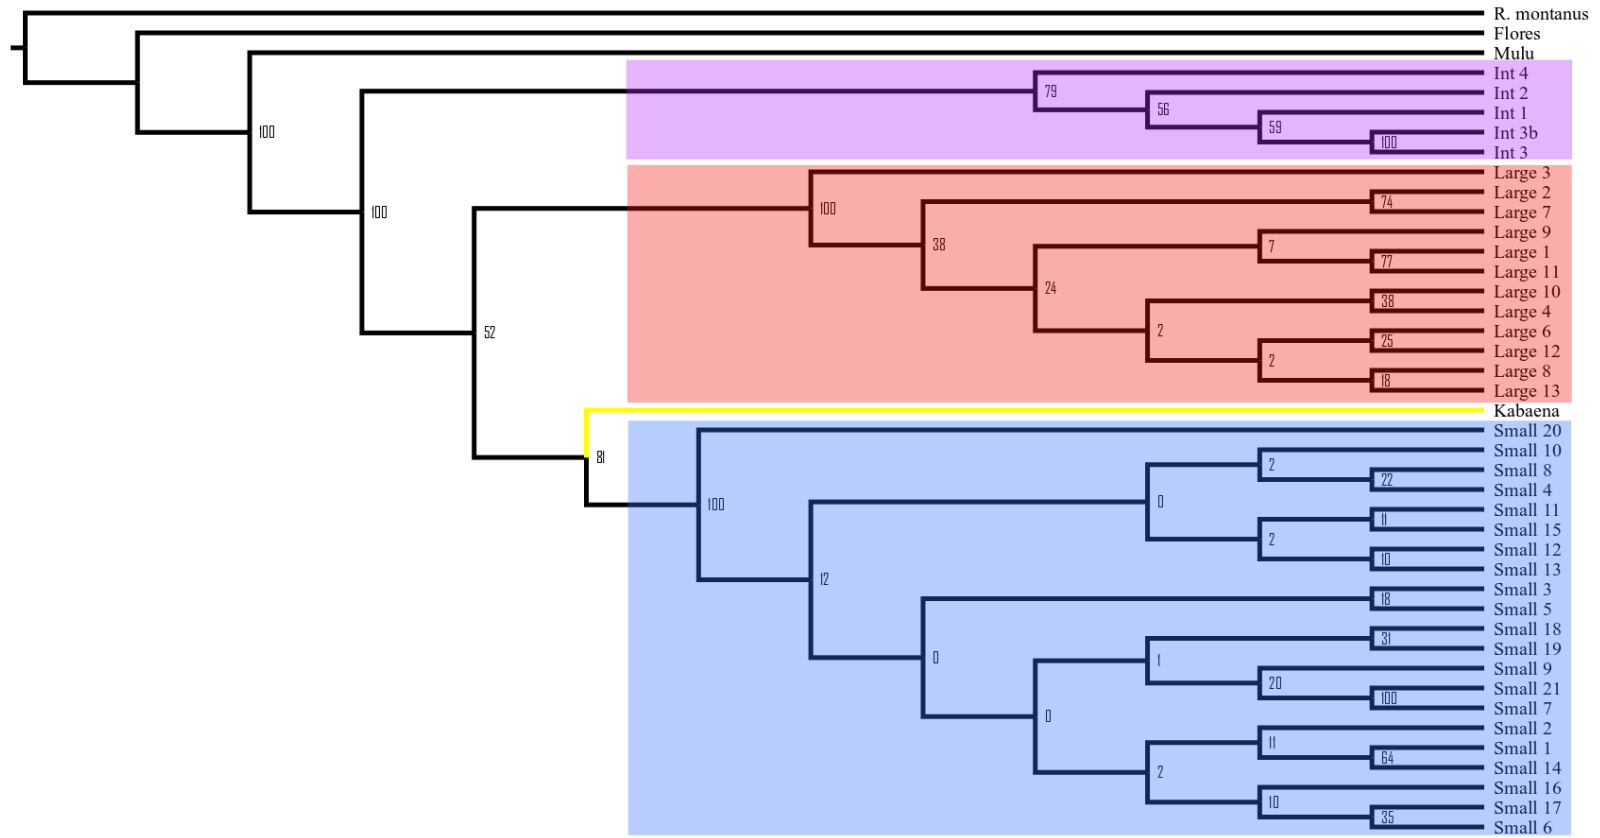 R. montanus
Flores
Mulu
Int 4
79
Int 2
56
Int 1
59
Int 3b
100
Int 3
100
Large 3
100
Large 2
74
Large 7
38
Large 9
7
Large 1
77
Large 11
24
Large 10
38
Large 4
2
Large 6
25
Large 12
2
Large 8
18
Large 13
100
52
Kabaena
81
Small 20
100
Small 10
2
Small 8
22
Small 4
0
Small 11
11
Small 15
2
Small 12
10
Small 13
12
Small 3
18
Small 5
0
Small 18
31
Small 19
1
Small 9
20
Small 21
100
Small 7
0
Small 2
11
Small 1
64
Small 14
2
Small 16
10
Small 17
35
Small 6